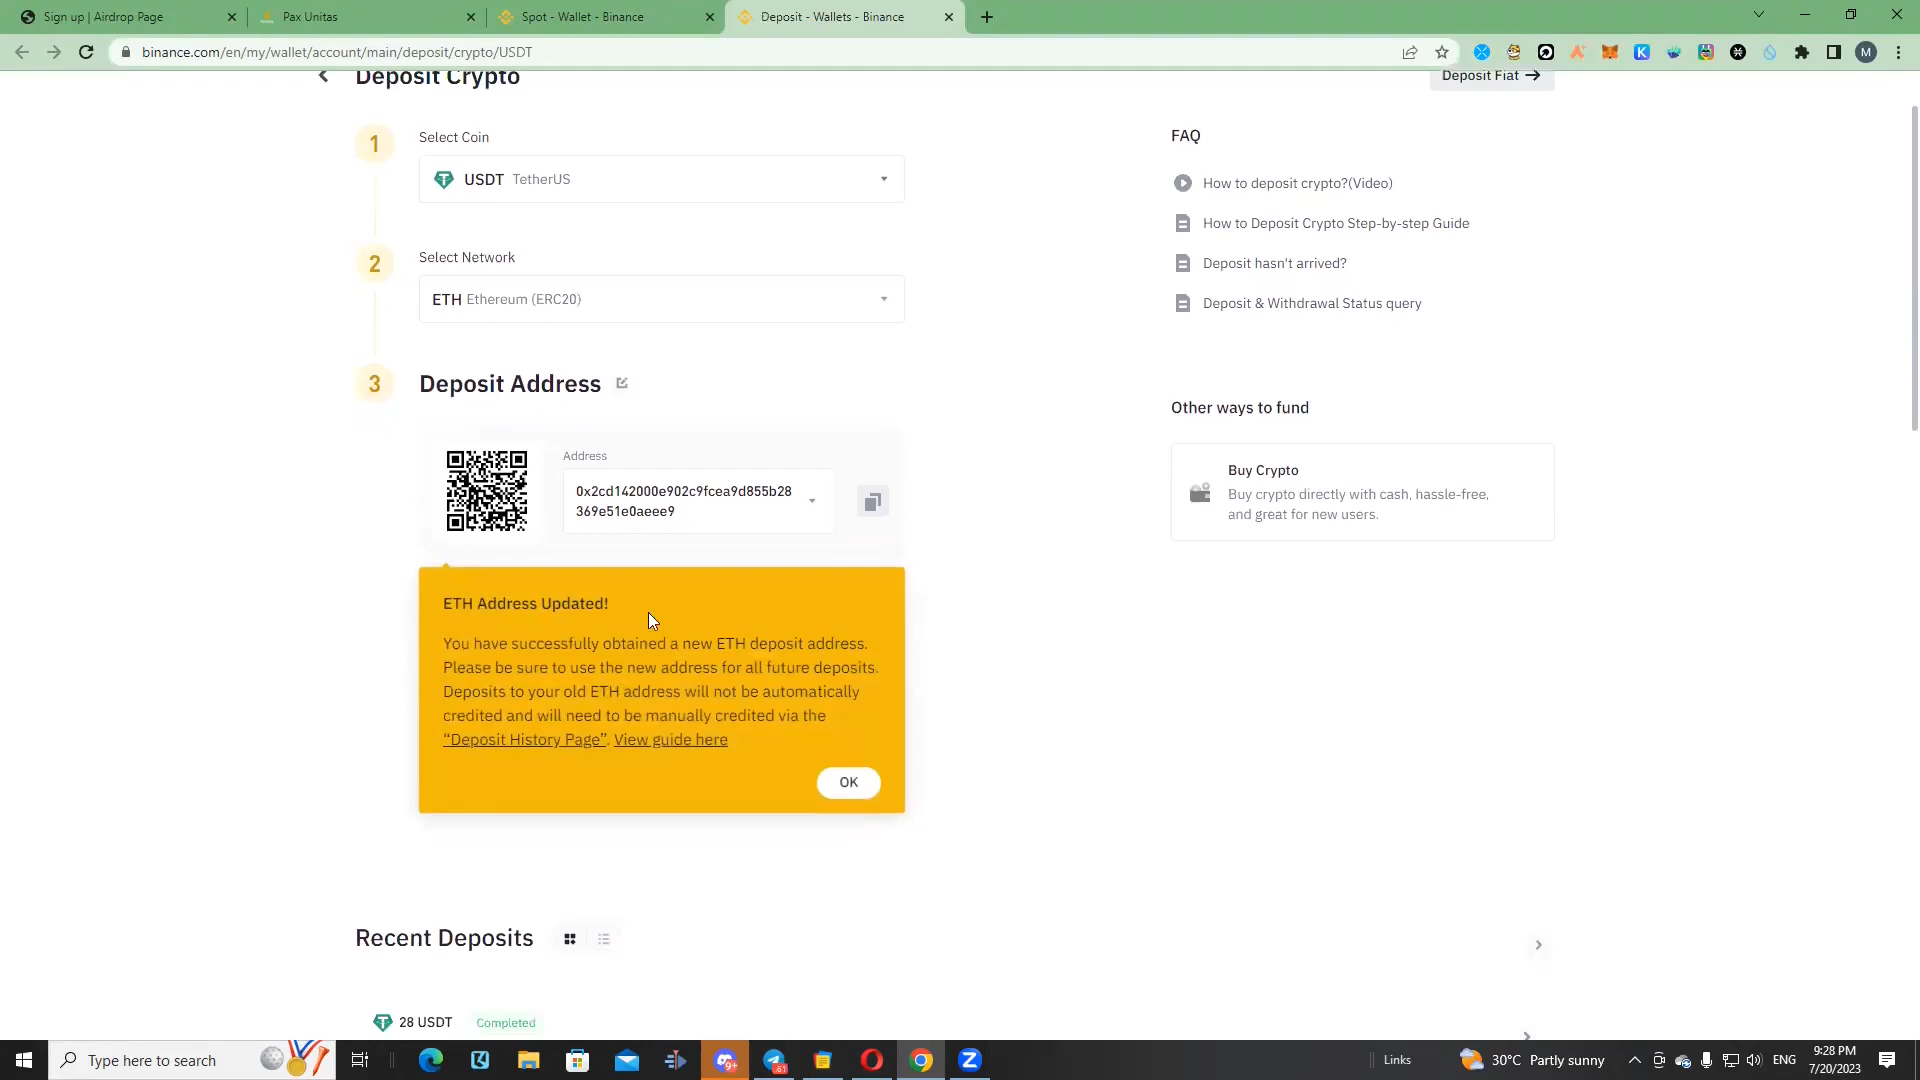 Sign up | Airdrop Page
Pax Unitas
Spot - Wallet - Binance
Deposit - Wallets - Binance
binance.com/en/my/wallet/account/main/deposit/crypto/USDT
M
Deposit Crypto
Deposit Fiat
1
Select Coin
USDT TetherUS
2
Select Network
ETH Ethereum (ERC20)
3
Deposit Address
Address
0x2cd142000e902c9fcea9d855b28
369e51e0aeee9
ETH Address Updated!
You have successfully obtained a new ETH deposit address.
Please be sure to use the new address for all future deposits.
Deposits to your old ETH address will not be automatically
credited and will need to be manually credited via the
“Deposit History Page”. View guide here
OK
FAQ
How to deposit crypto?(Video)
How to Deposit Crypto Step-by-step Guide
Deposit hasn't arrived?
Deposit & Withdrawal Status query
Other ways to fund
Buy Crypto
Buy crypto directly with cash, hassle-free,
and great for new users.
Recent Deposits
28 USDT Completed
Type here to search
9+
61
Links
30°C Partly sunny
ENG
9:28 PM
7/20/2023